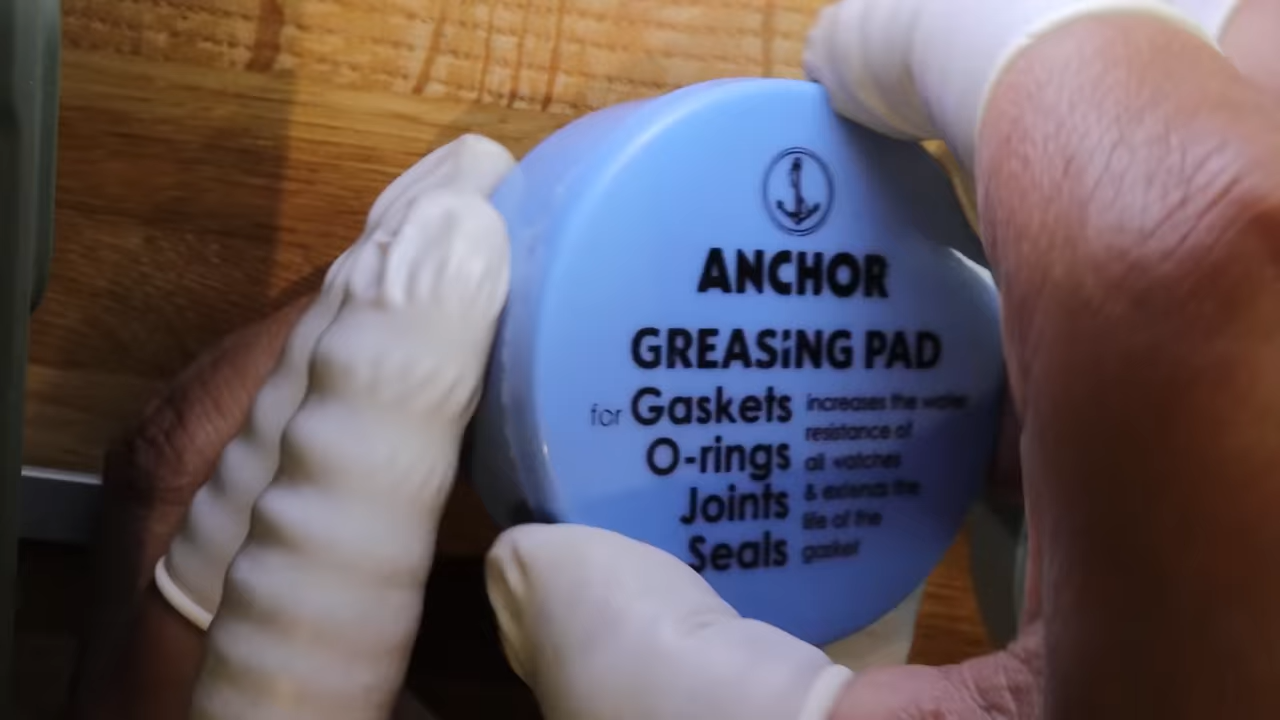 ANCHOR
GREASiNG PAD
for Gaskets
O-rings
Joints
Seals
increases the water
resistance of
all watches
& extends the
life of the
gasket